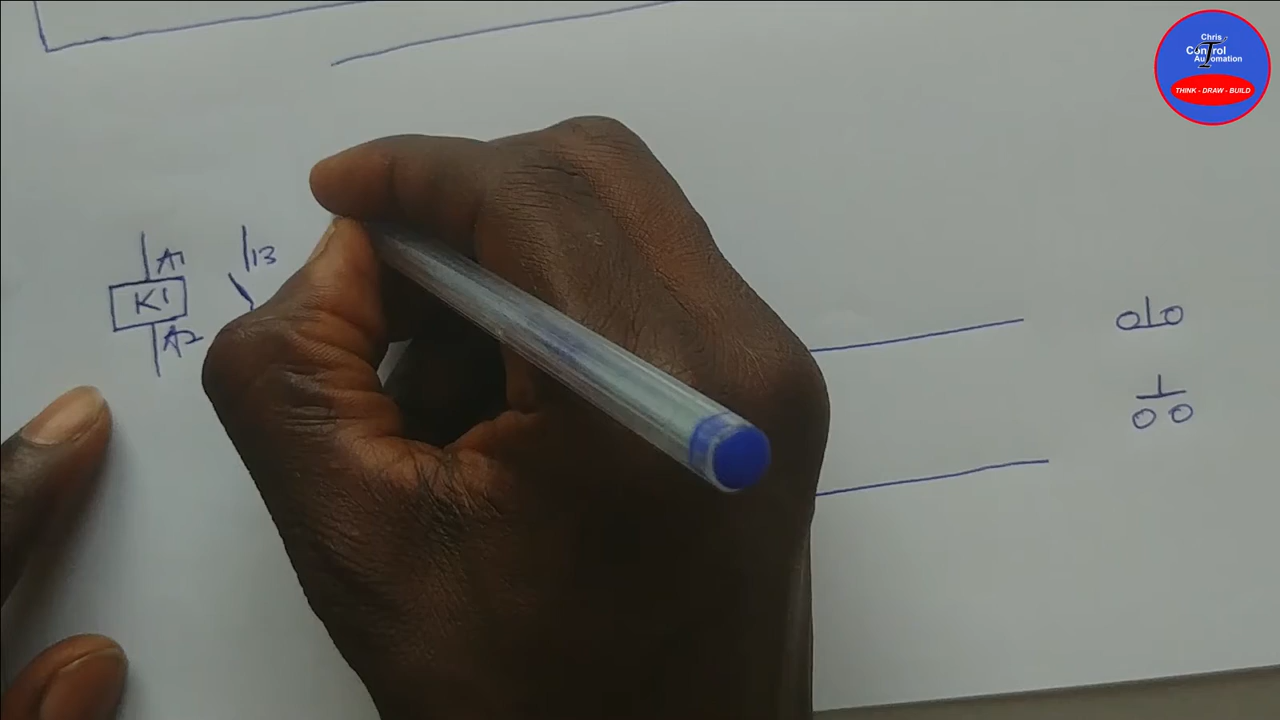 Chris
Control
Automation
T
THINK - DRAW - BUILD
A1
13
K1
A2